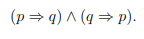 (p ⇒ q) ∧ (q ⇒ p).